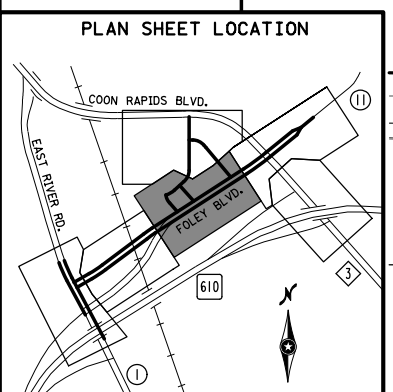 PLAN SHEET LOCATION
COON RAPIDS BLVD.
11
EAST RIVER RD.
FOLEY BLVD.
610
3
N
1